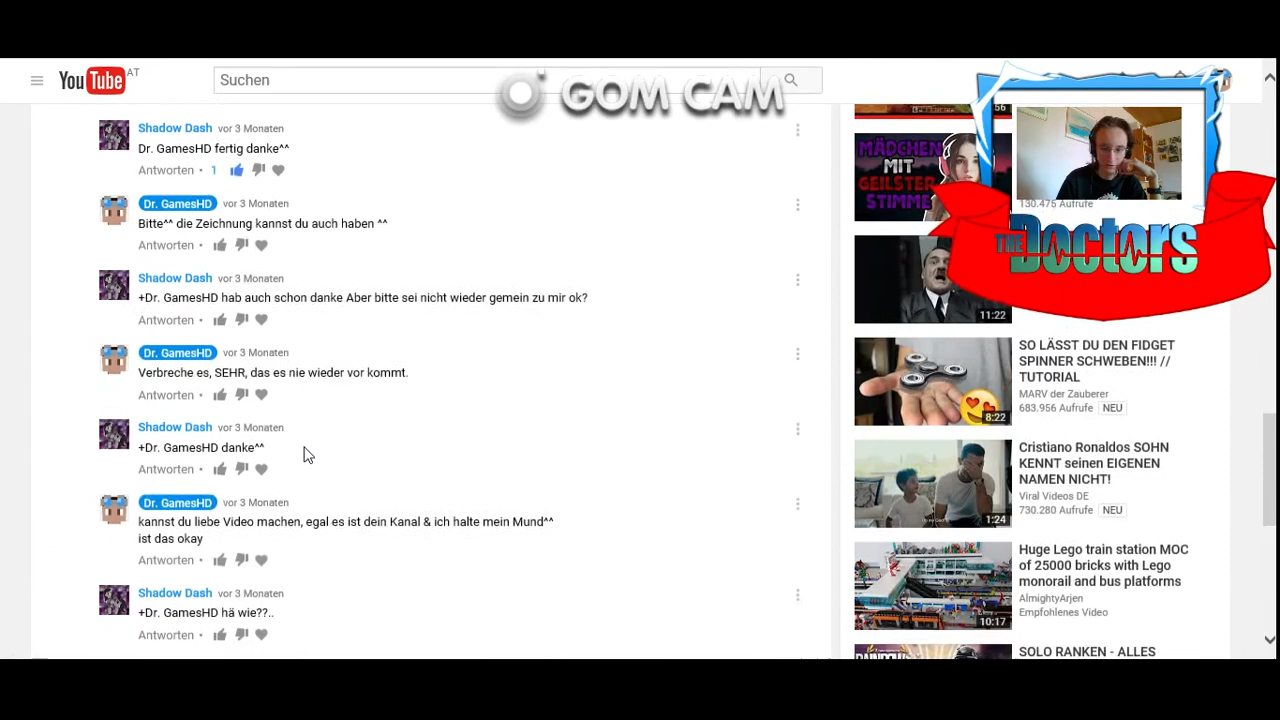 YouTube AT
Suchen
GOM CAM
Shadow Dash vor 3 Monaten
Dr. GamesHD fertig danke^^
Antworten • 1
Dr. GamesHD vor 3 Monaten
Bitte^^ die Zeichnung kannst du auch haben ^^
Antworten •
Shadow Dash vor 3 Monaten
+Dr. GamesHD hab auch schon danke Aber bitte sei nicht wieder gemein zu mir ok?
Antworten •
Dr. GamesHD vor 3 Monaten
Verbreche es, SEHR, das es nie wieder vor kommt.
Antworten •
Shadow Dash vor 3 Monaten
+Dr. GamesHD danke^^
Antworten •
Dr. GamesHD vor 3 Monaten
kannst du liebe Video machen, egal es ist dein Kanal & ich halte mein Mund^^
ist das okay
Antworten •
Shadow Dash vor 3 Monaten
+Dr. GamesHD hä wie??..
Antworten •
56
MÄDCHEN
MIT
GEILSTER
STIMME
130.475 Aufrufe
THE Doctors
11:22
SO LÄSST DU DEN FIDGET
SPINNER SCHWEBEN!!! //
TUTORIAL
MARV der Zauberer
683.956 Aufrufe NEU
8:22
Cristiano Ronaldos SOHN
KENNT seinen EIGENEN
NAMEN NICHT!
Viral Videos DE
730.280 Aufrufe NEU
1:24
Huge Lego train station MOC
of 25000 bricks with Lego
monorail and bus platforms
AlmightyArjen
Empfohlenes Video
10:17
SOLO RANKEN - ALLES